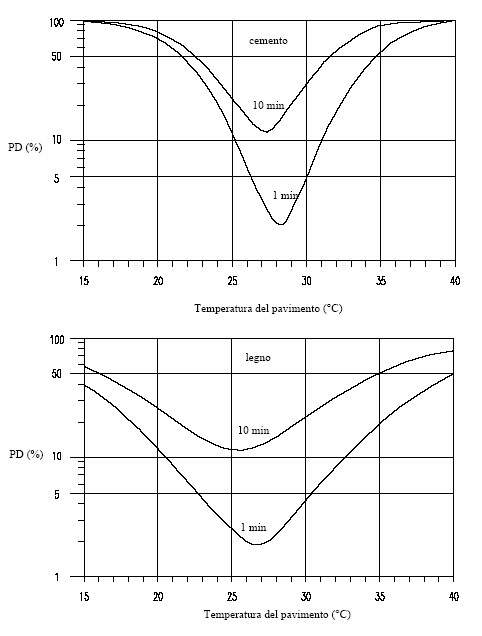 100
cemento
50
10 min
PD (%)
10
5
1 min
1
15 20 25 30 35 40
Temperatura del pavimento (°C)
100
legno
50
10 min
PD (%)
10
5
1 min
1
15 20 25 30 35 40
Temperatura del pavimento (°C)